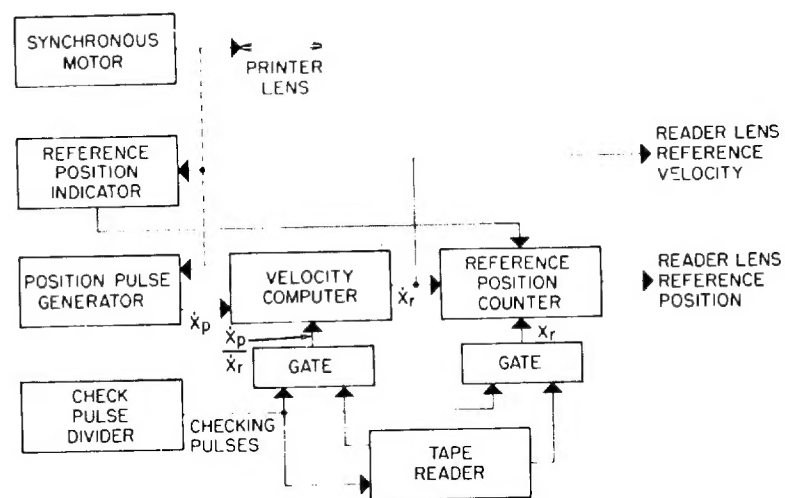 SYNCHRONOUS
MOTOR
PRINTER
LENS
REFERENCE
POSITION
INDICATOR
READER LENS
REFERENCE
VELOCITY
POSITION PULSE
GENERATOR
Ẋp
VELOCITY
COMPUTER
Ẋr
REFERENCE
POSITION
COUNTER
READER LENS
REFERENCE
POSITION
Ẋp
Ẋr
GATE
Xr
GATE
CHECK
PULSE
DIVIDER
CHECKING
PULSES
TAPE
READER